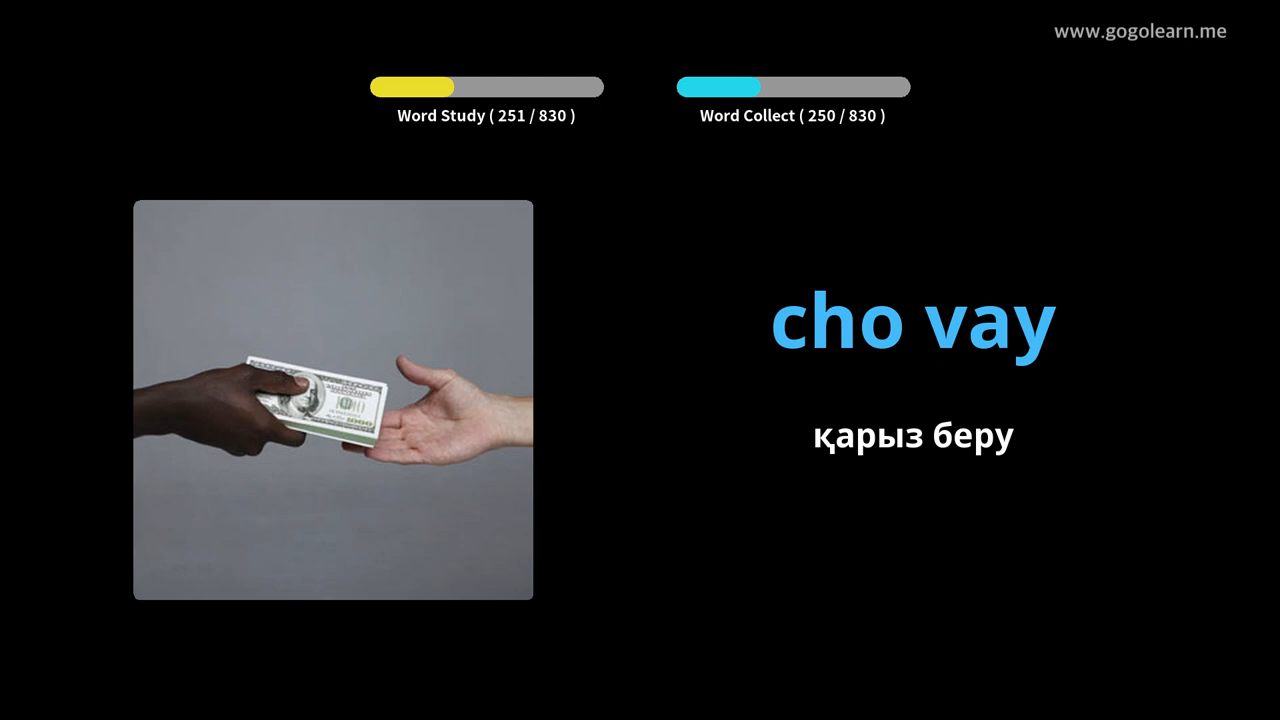 www.gogolearn.me
Word Study ( 251 / 830 )
Word Collect ( 250 / 830 )
cho vay
қарыз беру